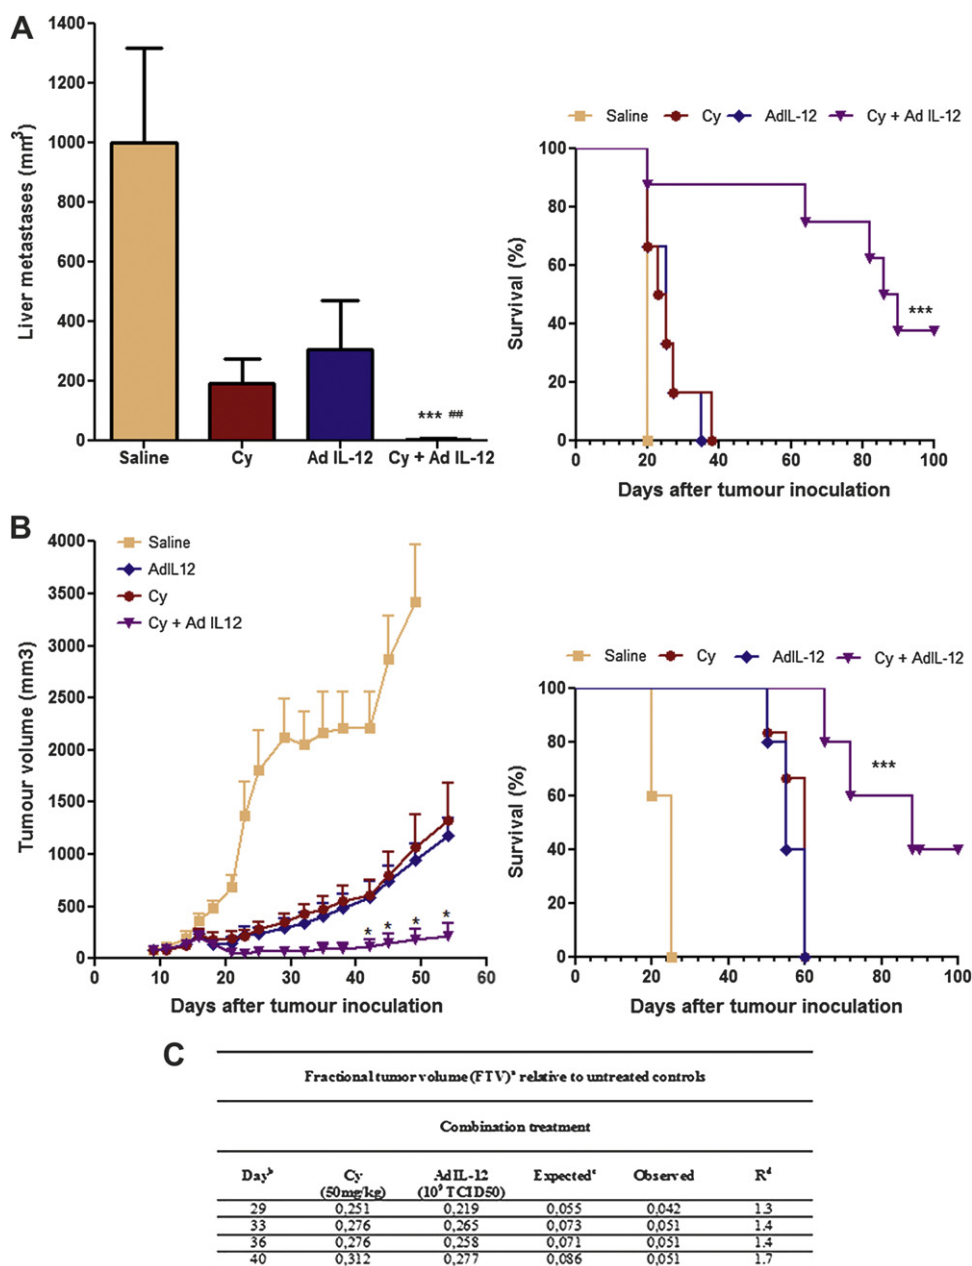 A
1400
1200
1000
800
600
400
200
0
Liver metastases (mm3)
Saline Cy Ad IL-12 Cy + Ad IL-12
*** ##
Saline Cy AdIL-12 Cy + Ad IL-12
100
80
60
40
20
0
Survival (%)
***
0 20 40 60 80 100
Days after tumour inoculation
B
4000
3500
3000
2500
2000
1500
1000
500
0
Tumour volume (mm3)
Saline
AdIL12
Cy
Cy + Ad IL12
* * * *
0 10 20 30 40 50 60
Days after tumour inoculation
Saline Cy AdIL-12 Cy + AdIL-12
100
80
60
40
20
0
Survival (%)
***
0 20 40 60 80 100
Days after tumour inoculation
C
Fractional tumor volume (FTV)a relative to untreated controls
Combination treatment
Dayb Cy AdIL-12 Expectedc Observed Rd
(50mg/kg) (109 TCID50)
29 0,251 0,219 0,055 0,042 1.3
33 0,276 0,265 0,073 0,051 1.4
36 0,276 0,258 0,071 0,051 1.4
40 0,312 0,277 0,086 0,051 1.7